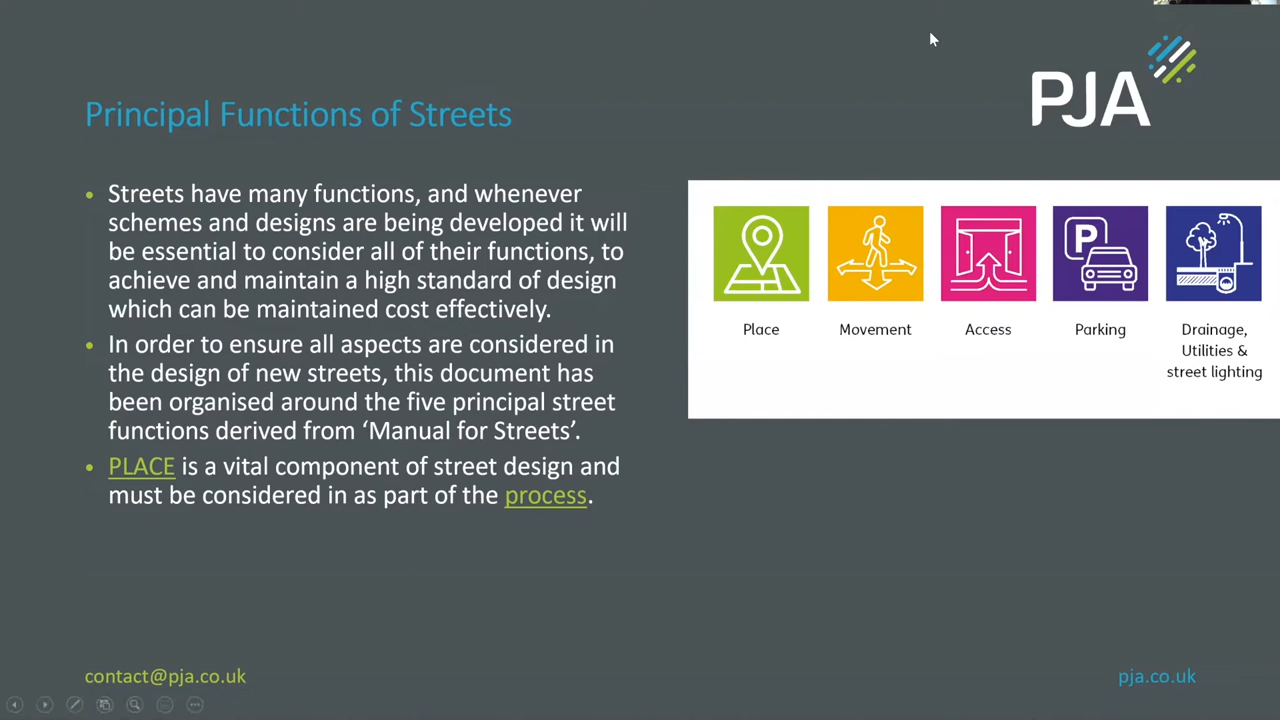 PJA
Principal Functions of Streets
• Streets have many functions, and whenever
schemes and designs are being developed it will
be essential to consider all of their functions, to
achieve and maintain a high standard of design
which can be maintained cost effectively.
• In order to ensure all aspects are considered in
the design of new streets, this document has
been organised around the five principal street
functions derived from ‘Manual for Streets’.
• PLACE is a vital component of street design and
must be considered in as part of the process.
P
Place
Movement
Access
Parking
Drainage,
Utilities &
street lighting
contact@pja.co.uk
pja.co.uk